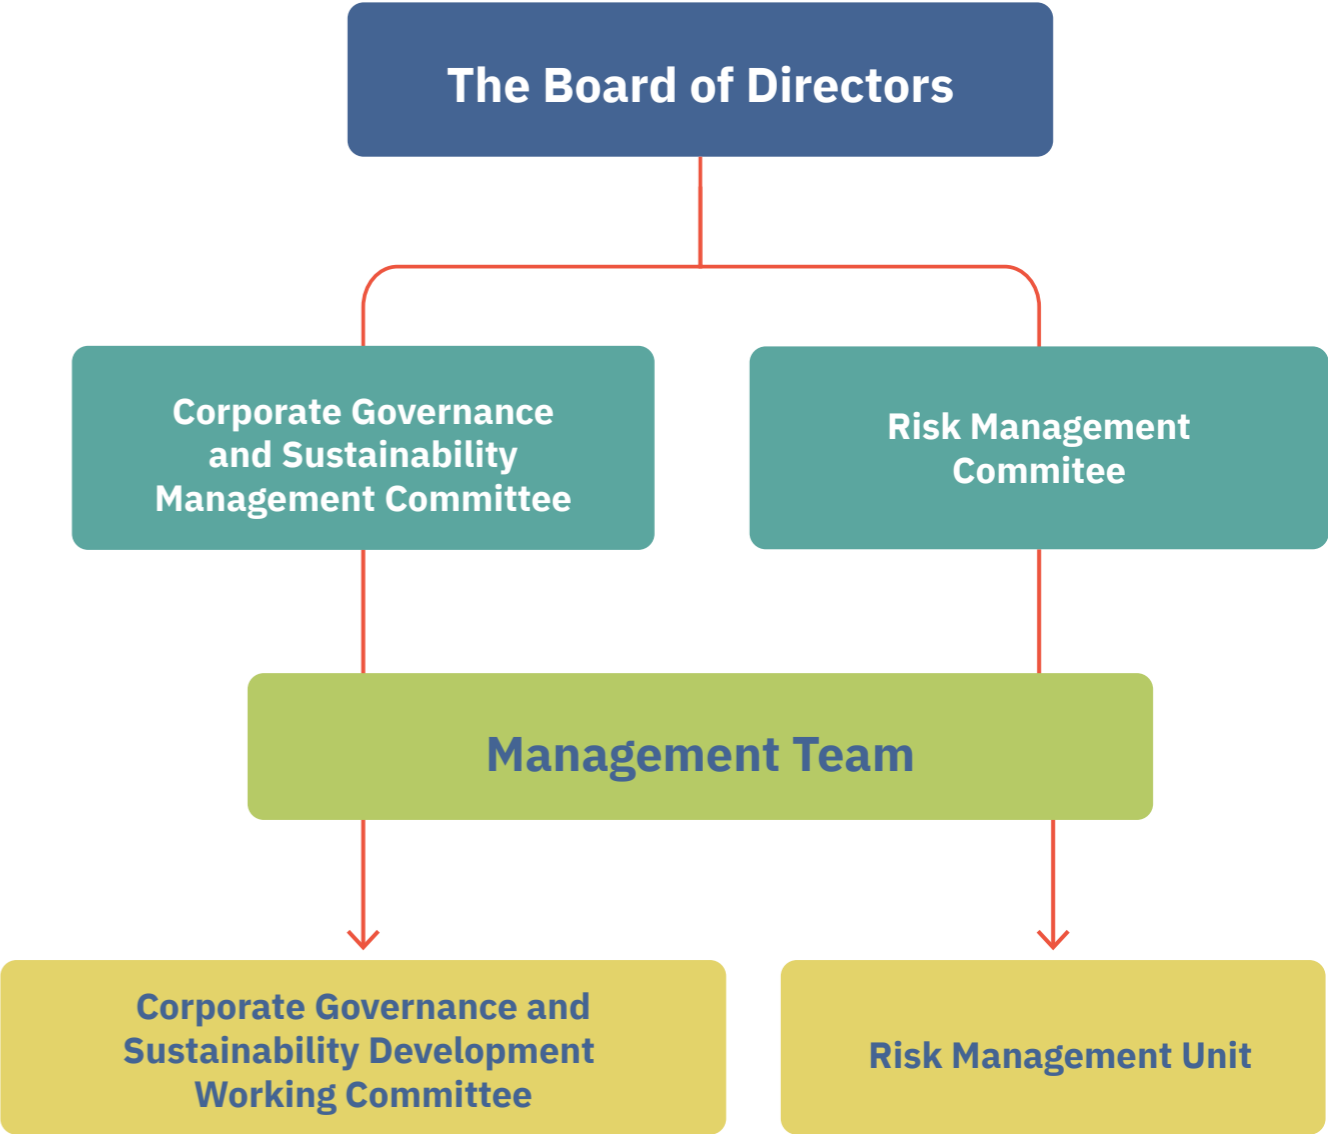 The Board of Directors
Corporate Governance
and Sustainability
Management Committee
Risk Management
Commitee
Management Team
Corporate Governance and
Sustainability Development
Working Committee
Risk Management Unit